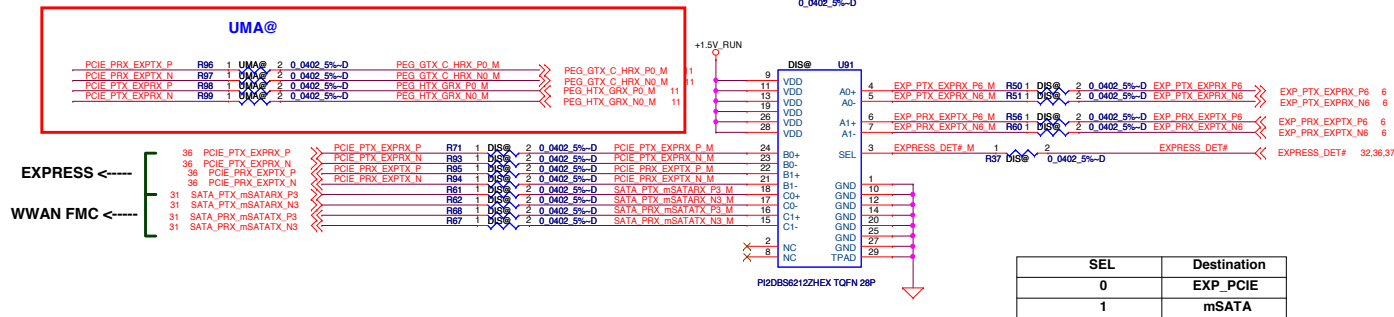 0_0402_5%~D
UMA@
PCIE_PRX_EXPTX_P R96 1 UMA@ 2 0_0402_5%~D PEG_GTX_C_HRX_P0_M PEG_GTX_C_HRX_P0_M 11
PCIE_PRX_EXPTX_N R97 1 UMA@ 2 0_0402_5%~D PEG_GTX_C_HRX_N0_M PEG_GTX_C_HRX_N0_M 11
PCIE_PTX_EXPRX_P R98 1 UMA@ 2 0_0402_5%~D PEG_HTX_GRX_P0_M PEG_HTX_GRX_P0_M 11
PCIE_PTX_EXPRX_N R99 1 UMA@ 2 0_0402_5%~D PEG_HTX_GRX_N0_M PEG_HTX_GRX_N0_M 11
+1.5V_RUN
DIS@ U91
9 VDD
11 VDD
13 VDD
19 VDD
26 VDD
28 VDD
A0+ 4 EXP_PTX_EXPRX_P6_M R50 1 DIS@ 2 0_0402_5%~D EXP_PTX_EXPRX_P6 EXP_PTX_EXPRX_P6 6
A0- 5 EXP_PTX_EXPRX_N6_M R51 1 DIS@ 2 0_0402_5%~D EXP_PTX_EXPRX_N6 EXP_PTX_EXPRX_N6 6
A1+ 6 EXP_PRX_EXPTX_P6_M R56 1 DIS@ 2 0_0402_5%~D EXP_PRX_EXPTX_P6 EXP_PRX_EXPTX_P6 6
A1- 7 EXP_PRX_EXPTX_N6_M R60 1 DIS@ 2 0_0402_5%~D EXP_PRX_EXPTX_N6 EXP_PRX_EXPTX_N6 6
SEL 3 EXPRESS_DET#_M 1 2 EXPRESS_DET# EXPRESS_DET# 32,36,37
R37 DIS@ 0_0402_5%~D
EXPRESS <-----
WWAN FMC <-----
36 PCIE_PTX_EXPRX_P PCIE_PTX_EXPRX_P R71 1 DIS@ 2 0_0402_5%~D PCIE_PTX_EXPRX_P_M 24 B0+
36 PCIE_PTX_EXPRX_N PCIE_PTX_EXPRX_N R93 1 DIS@ 2 0_0402_5%~D PCIE_PTX_EXPRX_N_M 23 B0-
36 PCIE_PRX_EXPTX_P PCIE_PRX_EXPTX_P R95 1 DIS@ 2 0_0402_5%~D PCIE_PRX_EXPTX_P_M 22 B1+
36 PCIE_PRX_EXPTX_N PCIE_PRX_EXPTX_N R94 1 DIS@ 2 0_0402_5%~D PCIE_PRX_EXPTX_N_M 21 B1-
31 SATA_PTX_mSATARX_P3 R61 1 DIS@ 2 0_0402_5%~D SATA_PTX_mSATARX_P3_M 18 C0+
31 SATA_PTX_mSATARX_N3 R62 1 DIS@ 2 0_0402_5%~D SATA_PTX_mSATARX_N3_M 17 C0-
31 SATA_PRX_mSATATX_P3 R68 1 DIS@ 2 0_0402_5%~D SATA_PRX_mSATATX_P3_M 16 C1+
31 SATA_PRX_mSATATX_N3 R67 1 DIS@ 2 0_0402_5%~D SATA_PRX_mSATATX_N3_M 15 C1-
2 NC
8 NC
GND 1
GND 10
GND 12
GND 14
GND 20
GND 25
GND 27
TPAD 29
PI2DBS6212ZHEX TQFN 28P
SEL Destination
0 EXP_PCIE
1 mSATA